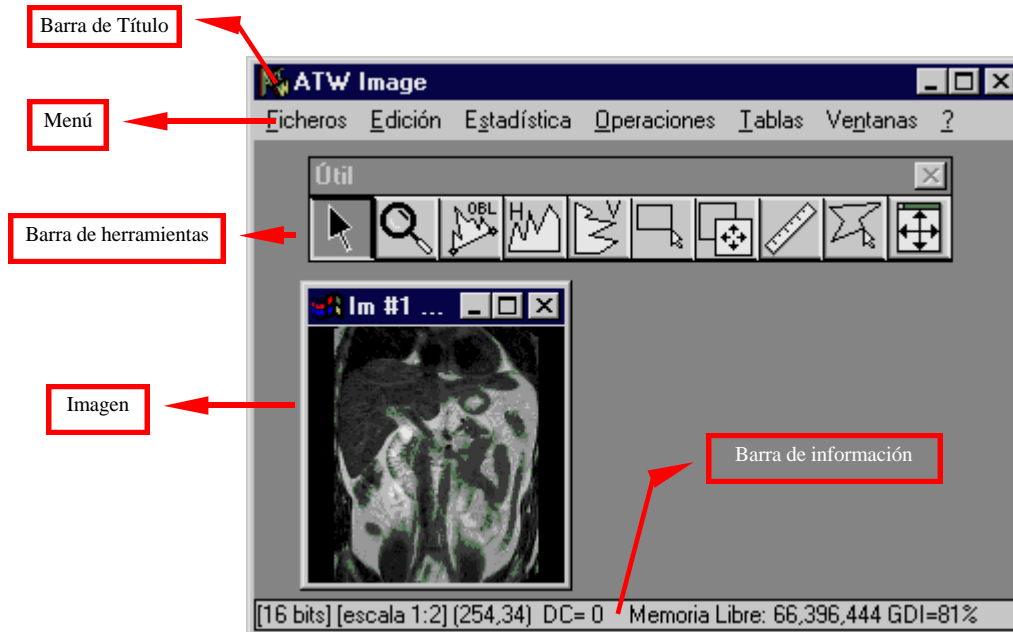 Barra de Título
ATW Image
Menú
Ficheros Edición Estadística Operaciones Tablas Ventanas ?
Útil
Barra de herramientas
OBL H V
Im #1 ...
Imagen
Barra de información
[16 bits] [escala 1:2] (254,34) DC= 0 Memoria Libre: 66,396,444 GDI=81%